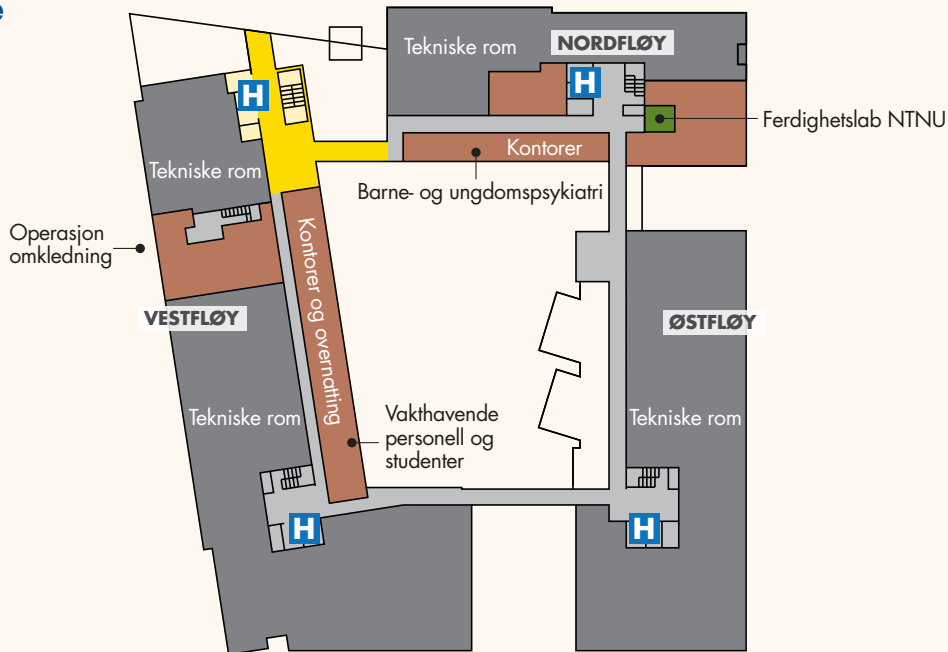 e
Tekniske rom
NORDFLØY
H
H
Ferdighetslab NTNU
Kontorer
Tekniske rom
Barne- og ungdomspsykiatri
Operasjon
omkledning
Kontorer og overnatting
VESTFLØY
ØSTFLØY
Tekniske rom
Vakthavende
personell og
studenter
Tekniske rom
H
H